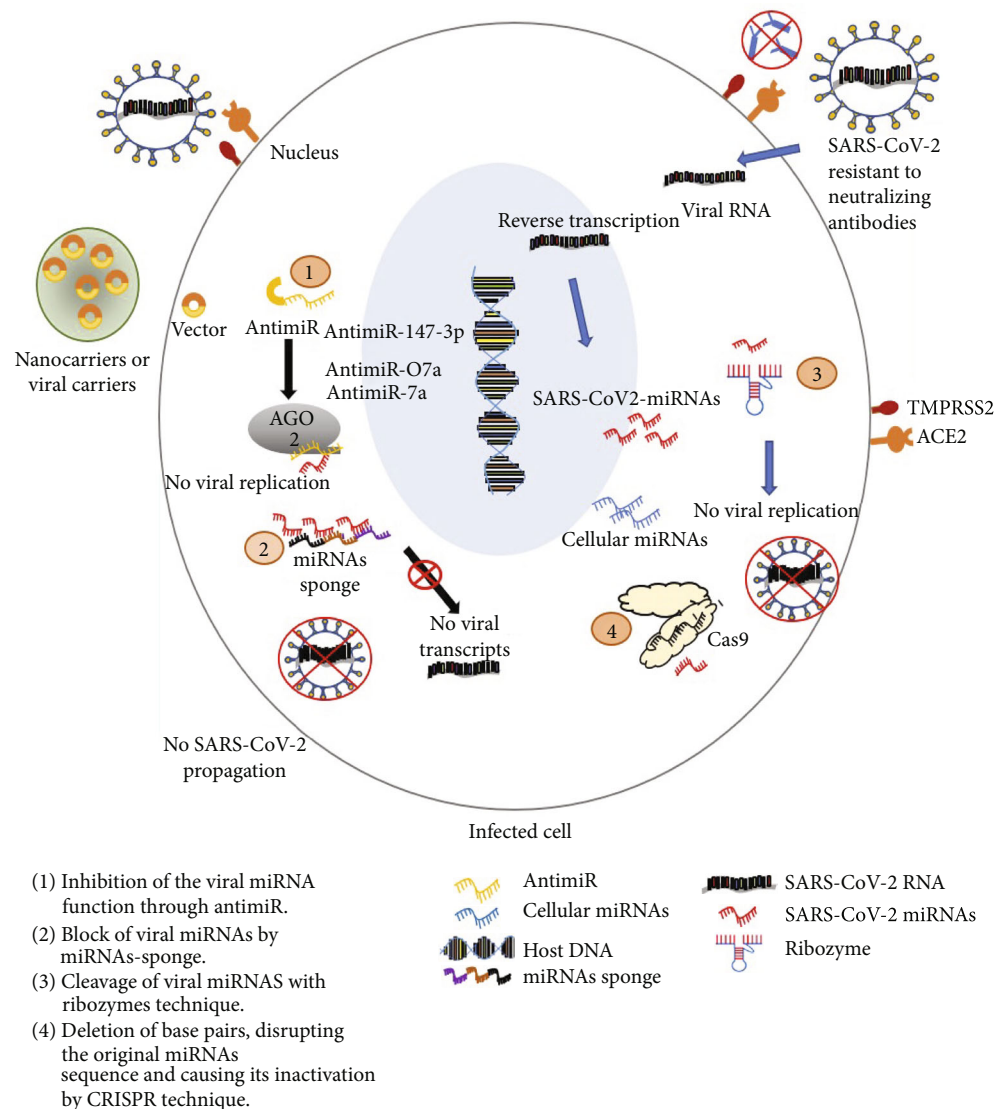 Nucleus
SARS-CoV-2
resistant to
neutralizing
antibodies
Viral RNA
Reverse transcription
1
Vector
AntimiR
AntimiR-147-3p
Nanocarriers or
viral carriers
AntimiR-O7a
AntimiR-7a
3
SARS-CoV2-miRNAs
TMPRSS2
ACE2
AGO
2
No viral replication
No viral replication
2
miRNAs
sponge
Cellular miRNAs
4
Cas9
No viral
transcripts
No SARS-CoV-2
propagation
Infected cell
(1) Inhibition of the viral miRNA
function through antimiR.
(2) Block of viral miRNAs by
miRNAs-sponge.
(3) Cleavage of viral miRNAS with
ribozymes technique.
(4) Deletion of base pairs, disrupting
the original miRNAs
sequence and causing its inactivation
by CRISPR technique.
AntimiR
Cellular miRNAs
Host DNA
miRNAs sponge
SARS-CoV-2 RNA
SARS-CoV-2 miRNAs
Ribozyme